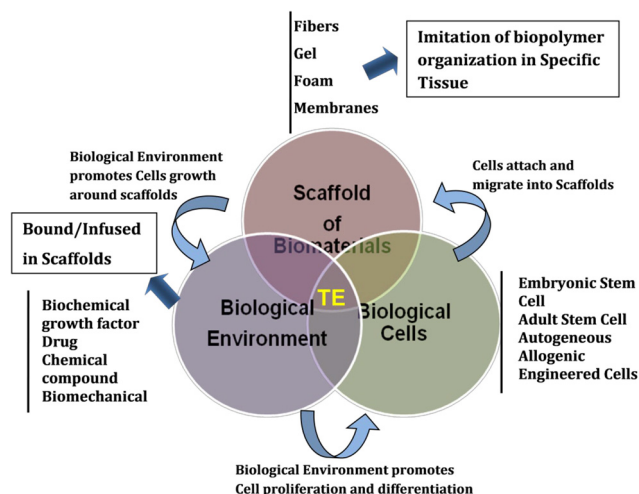 Fibers
Gel
Foam
Membranes
Imitation of biopolymer
organization in Specific
Tissue
Biological Environment
promotes Cells growth
around scaffolds
Cells attach and
migrate into Scaffolds
Scaffold
of
Biomaterials
Bound/Infused
in Scaffolds
TE
Biological
Environment
Biological
Cells
Biochemical
growth factor
Drug
Chemical
compound
Biomechanical
Embryonic Stem
Cell
Adult Stem Cell
Autogeneous
Allogenic
Engineered Cells
Biological Environment promotes
Cell proliferation and differentiation